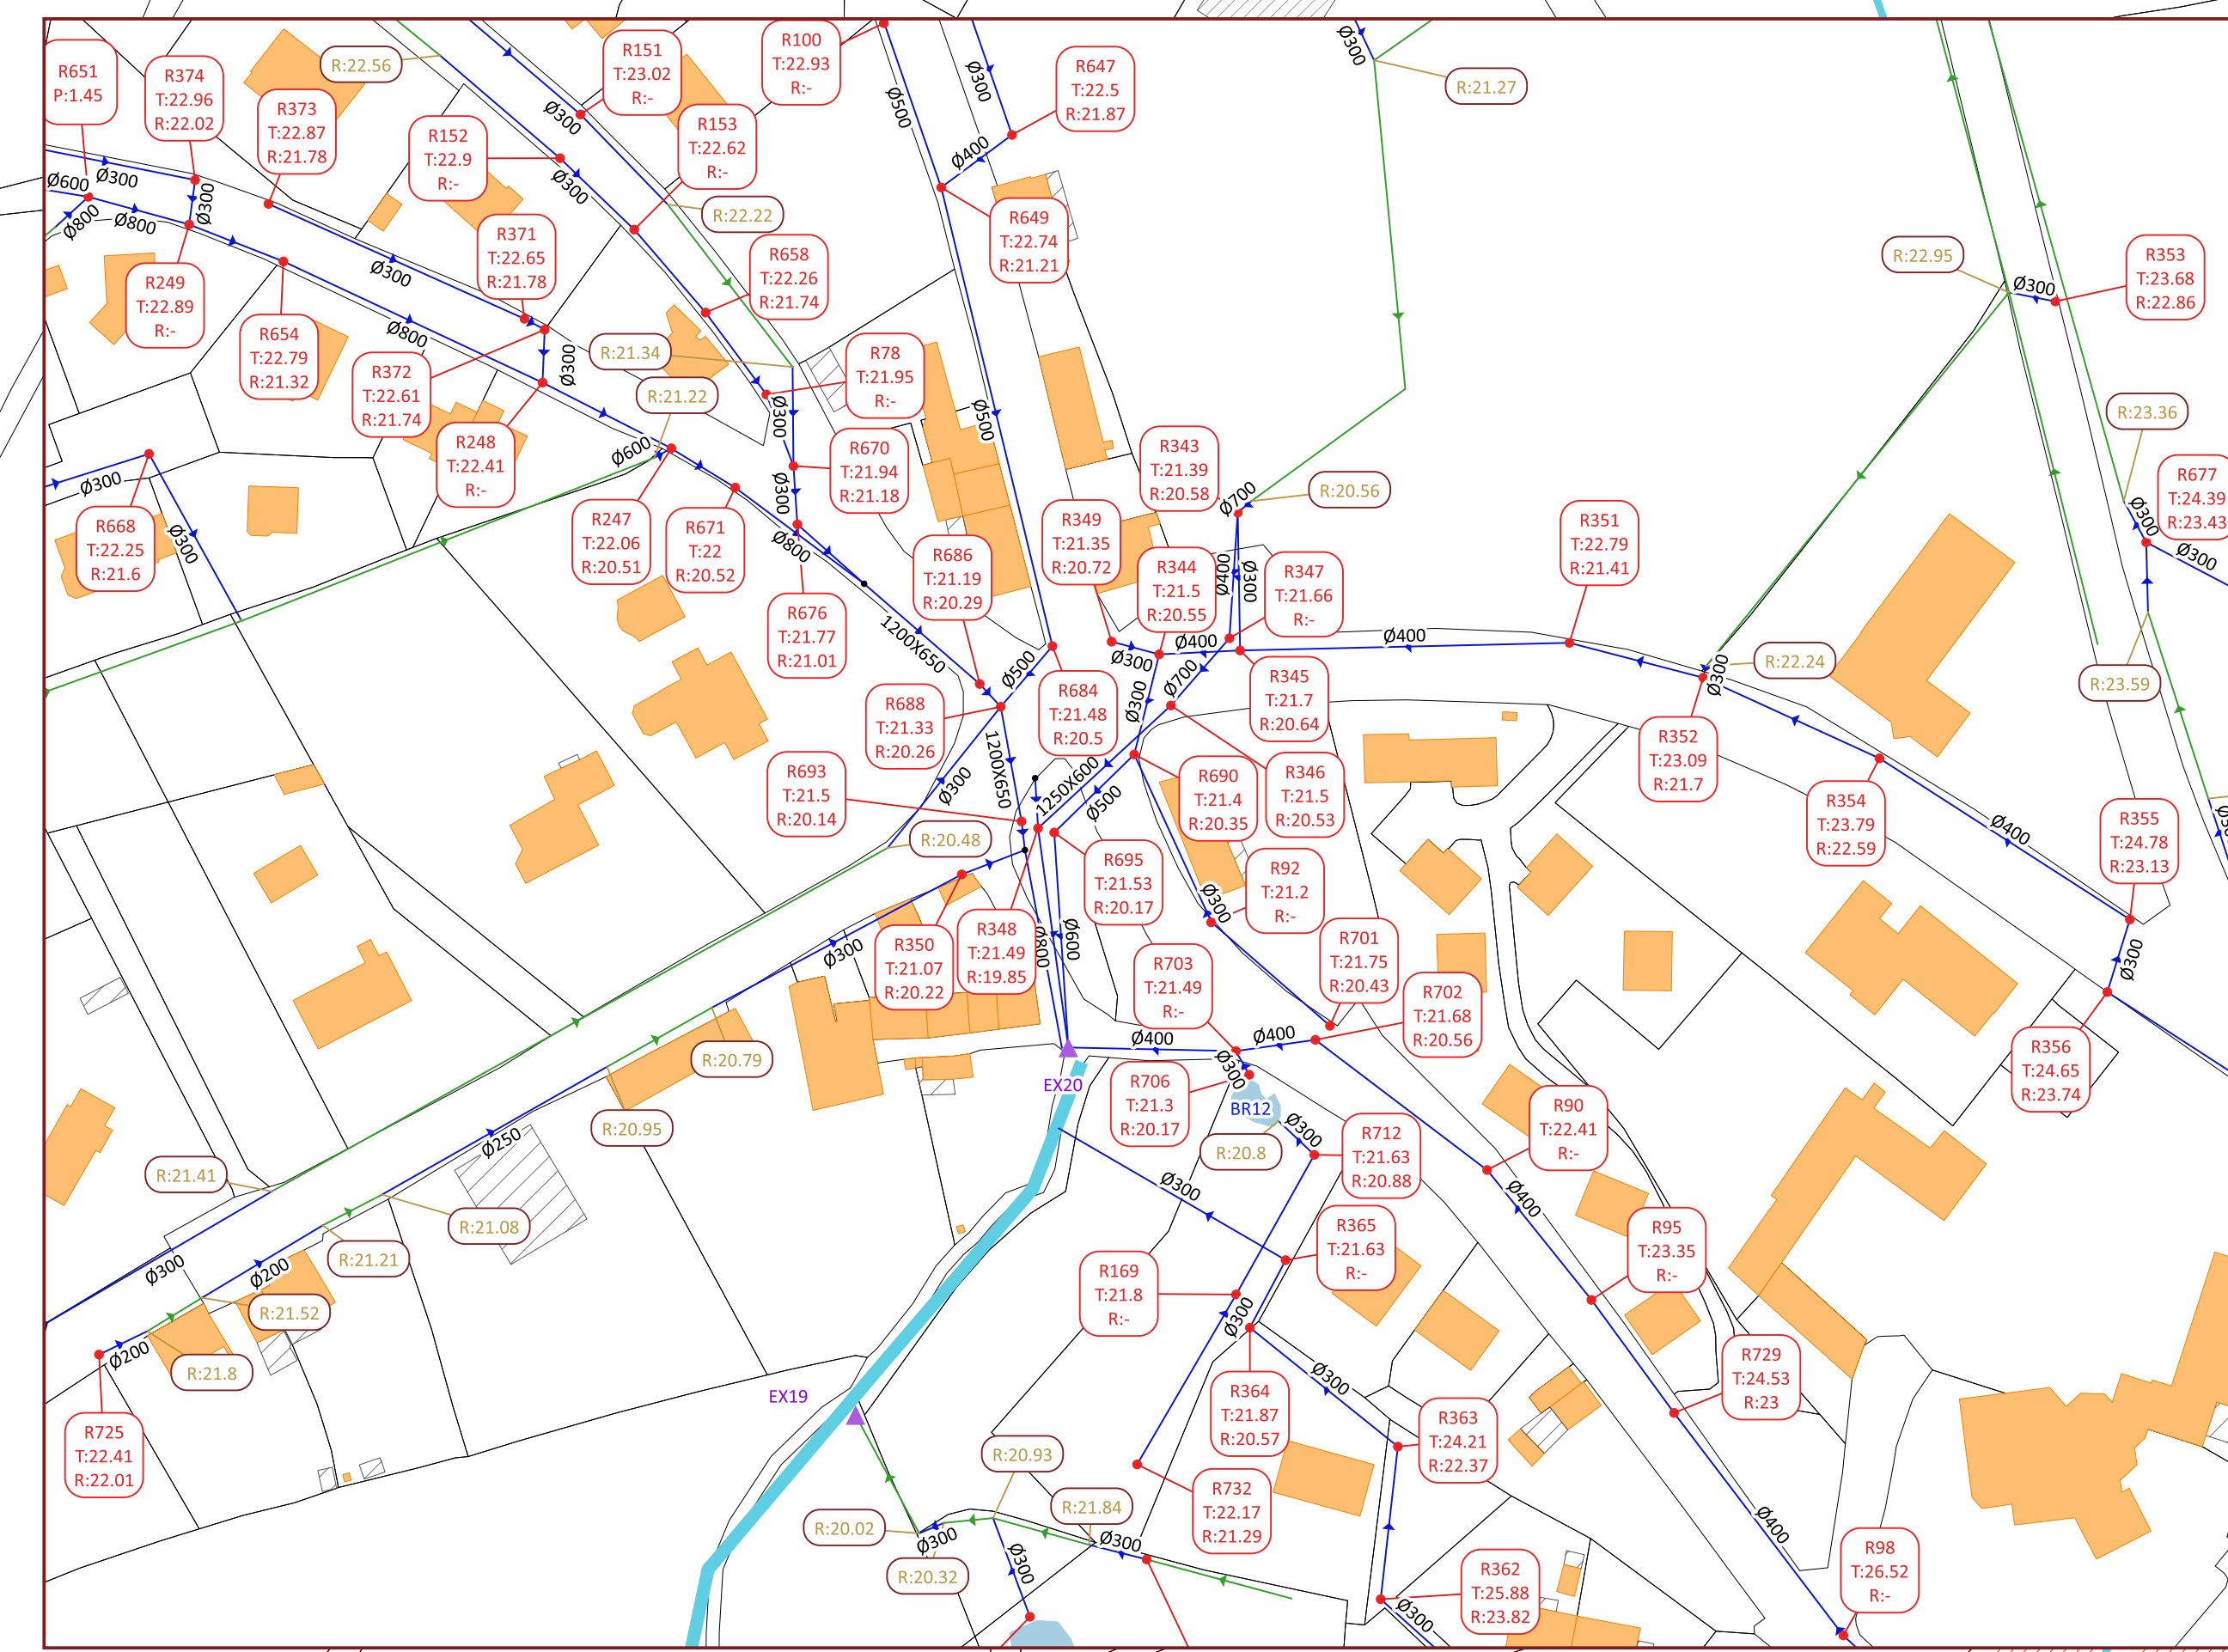 R651
P:1.45
R374
T:22.96
R:22.02
R373
T:22.87
R:21.78
R:22.56
R152
T:22.9
R:-
R151
T:23.02
R:-
R100
T:22.93
R:-
R153
T:22.62
R:-
R647
T:22.5
R:21.87
R:21.27
Ø300
Ø300
Ø300
Ø500
Ø400
Ø300
Ø600
Ø300
Ø300
Ø800
Ø800
R:22.22
R649
T:22.74
R:21.21
R249
T:22.89
R:-
R371
T:22.65
R:21.78
R658
T:22.26
R:21.74
R:22.95
Ø300
R353
T:23.68
R:22.86
Ø300
Ø800
R654
T:22.79
R:21.32
R372
T:22.61
R:21.74
Ø300
R:21.34
R:21.22
R78
T:21.95
R:-
Ø300
Ø500
R:23.36
R248
T:22.41
R:-
Ø600
R670
T:21.94
R:21.18
R343
T:21.39
R:20.58
Ø700
R:20.56
R677
T:24.39
R:23.43
Ø300
Ø300
Ø300
R668
T:22.25
R:21.6
Ø300
R247
T:22.06
R:20.51
R671
T:22
R:20.52
Ø300
Ø800
R686
T:21.19
R:20.29
R349
T:21.35
R:20.72
R344
T:21.5
R:20.55
Ø400
Ø300
R347
T:21.66
R:-
R351
T:22.79
R:21.41
R676
T:21.77
R:21.01
1200X650
Ø500
Ø300
Ø400
Ø400
Ø700
Ø300
R:22.24
Ø300
R:23.59
R688
T:21.33
R:20.26
R684
T:21.48
R:20.5
R345
T:21.7
R:20.64
R352
T:23.09
R:21.7
R693
T:21.5
R:20.14
1200X650
Ø300
1250X600
Ø500
R690
T:21.4
R:20.35
R346
T:21.5
R:20.53
R354
T:23.79
R:22.59
Ø400
R355
T:24.78
R:23.13
R:20.48
R695
T:21.53
R:20.17
R92
T:21.2
R:-
Ø300
Ø300
R350
T:21.07
R:20.22
R348
T:21.49
R:19.85
Ø800
Ø600
R703
T:21.49
R:-
R701
T:21.75
R:20.43
R702
T:21.68
R:20.56
Ø300
R:20.79
Ø400
Ø400
Ø300
EX20
R706
T:21.3
R:20.17
BR12
R356
T:24.65
R:23.74
R:20.95
Ø250
R:20.8
Ø300
R712
T:21.63
R:20.88
R90
T:22.41
R:-
R:21.41
R:21.08
R:21.21
Ø300
Ø200
Ø300
R365
T:21.63
R:-
Ø400
R95
T:23.35
R:-
R:21.52
R:21.8
Ø200
R169
T:21.8
R:-
Ø300
Ø300
R729
T:24.53
R:23
EX19
R364
T:21.87
R:20.57
R363
T:24.21
R:22.37
R725
T:22.41
R:22.01
R:20.93
R:21.84
R:20.02
Ø300
R:20.32
Ø300
Ø300
R732
T:22.17
R:21.29
R362
T:25.88
R:23.82
Ø300
Ø400
R98
T:26.52
R:-